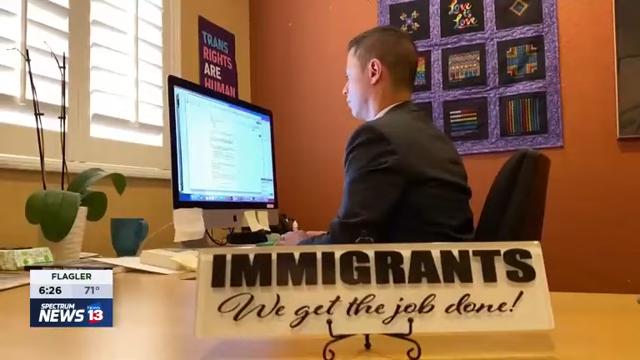 TRANS
RIGHTS
ARE
HUMAN
Love
is
Love
FLAGLER
6:26 71°
SPECTRUM
NEWS 13
IMMIGRANTS
We get the job done!